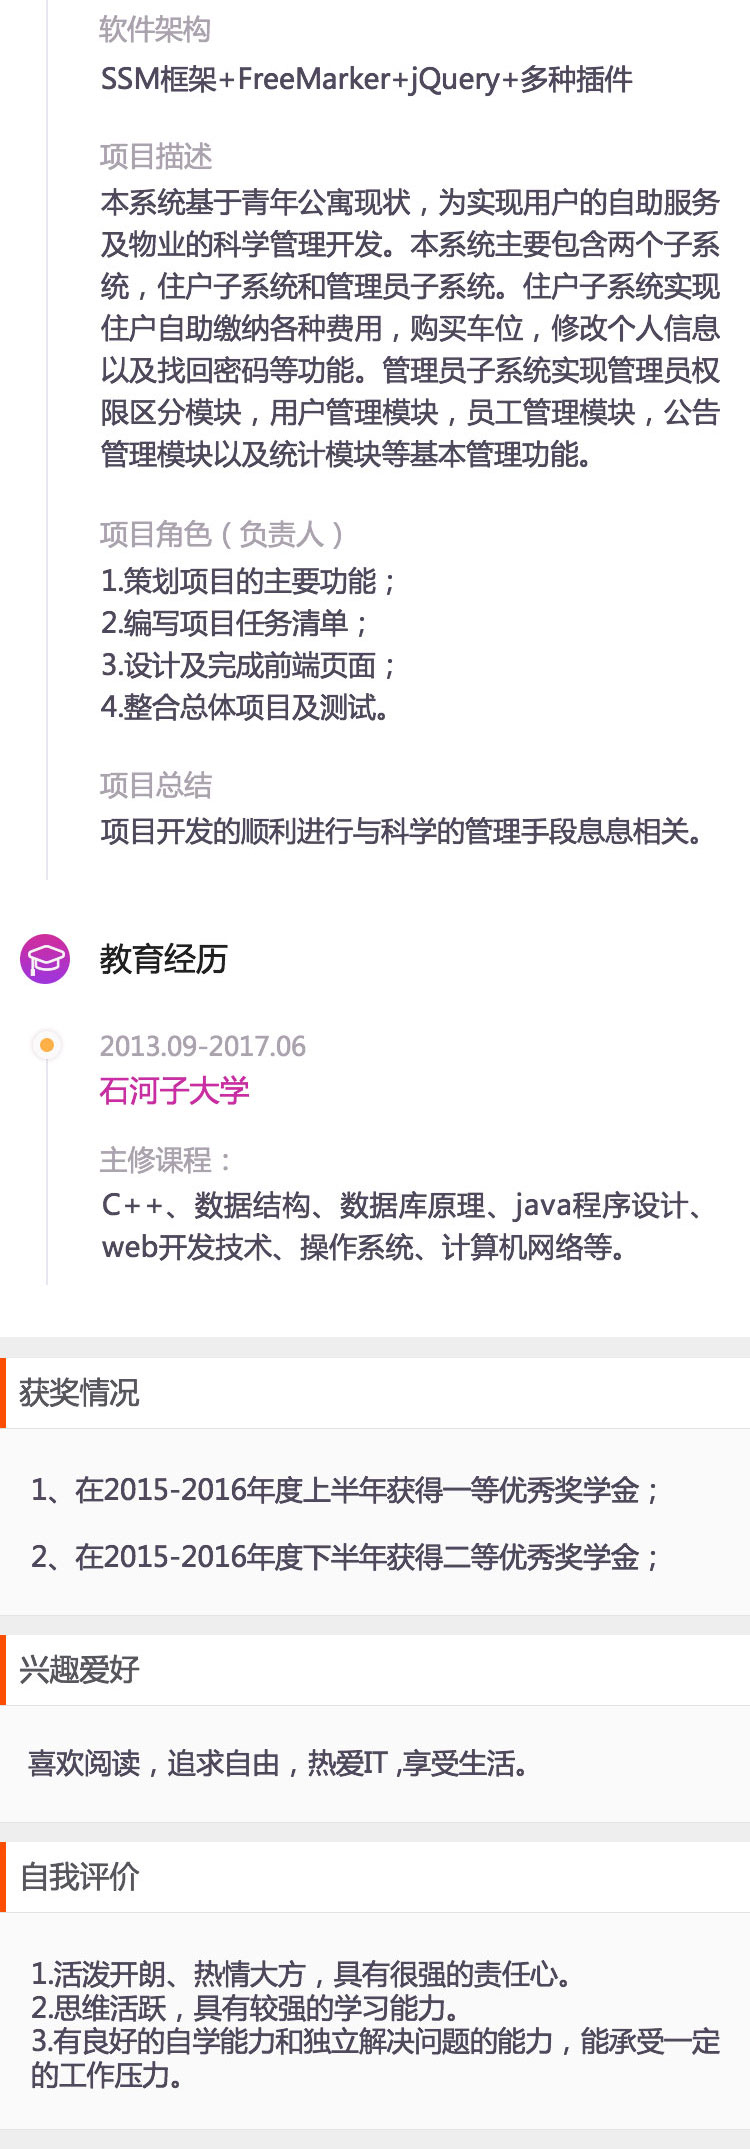 软件架构
SSM框架+FreeMarker+jQuery+多种插件
项目描述
本系统基于青年公寓现状，为实现用户的自助服务
及物业的科学管理开发。本系统主要包含两个子系
统，住户子系统和管理员子系统。住户子系统实现
住户自助缴纳各种费用，购买车位，修改个人信息
以及找回密码等功能。管理员子系统实现管理员权
限区分模块，用户管理模块，员工管理模块，公告
管理模块以及统计模块等基本管理功能。
项目角色（负责人）
1.策划项目的主要功能；
2.编写项目任务清单；
3.设计及完成前端页面；
4.整合总体项目及测试。
项目总结
项目开发的顺利进行与科学的管理手段息息相关。
教育经历
2013.09-2017.06
石河子大学
主修课程：
C++、数据结构、数据库原理、java程序设计、
web开发技术、操作系统、计算机网络等。
获奖情况
1、在2015-2016年度上半年获得一等优秀奖学金；
2、在2015-2016年度下半年获得二等优秀奖学金；
兴趣爱好
喜欢阅读，追求自由，热爱IT ,享受生活。
自我评价
1.活泼开朗、热情大方，具有很强的责任心。
2.思维活跃，具有较强的学习能力。
3.有良好的自学能力和独立解决问题的能力，能承受一定
的工作压力。